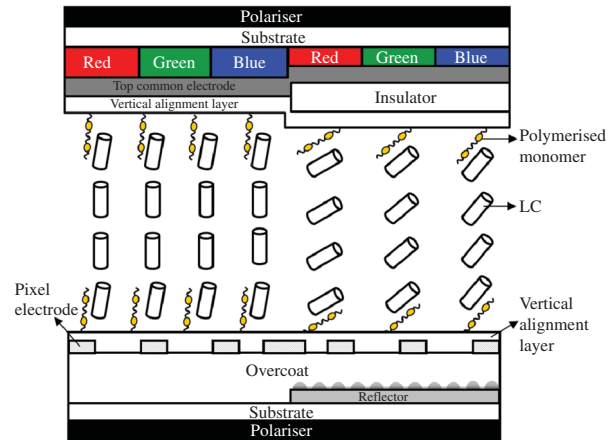 Polariser
Substrate
Red Green Blue Red Green Blue
Top common electrode
Vertical alignment layer
Insulator
Polymerised
monomer
LC
Pixel
electrode
Vertical
alignment
layer
Overcoat
Reflector
Substrate
Polariser